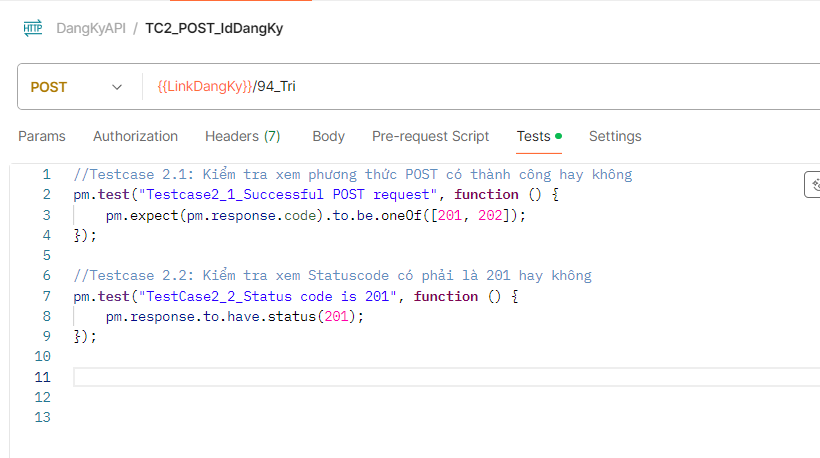 HTTP DangKyAPI / TC2_POST_IdDangKy
POST {{LinkDangKy}}/94_Tri
Params Authorization Headers (7) Body Pre-request Script Tests Settings
1 //Testcase 2.1: Kiểm tra xem phương thức POST có thành công hay không
2 pm.test("Testcase2_1_Successful POST request", function () {
3 pm.expect(pm.response.code).to.be.oneOf([201, 202]);
4 });
5
6 //Testcase 2.2: Kiểm tra xem Statuscode có phải là 201 hay không
7 pm.test("TestCase2_2_Status code is 201", function () {
8 pm.response.to.have.status(201);
9 });
10
11
12
13